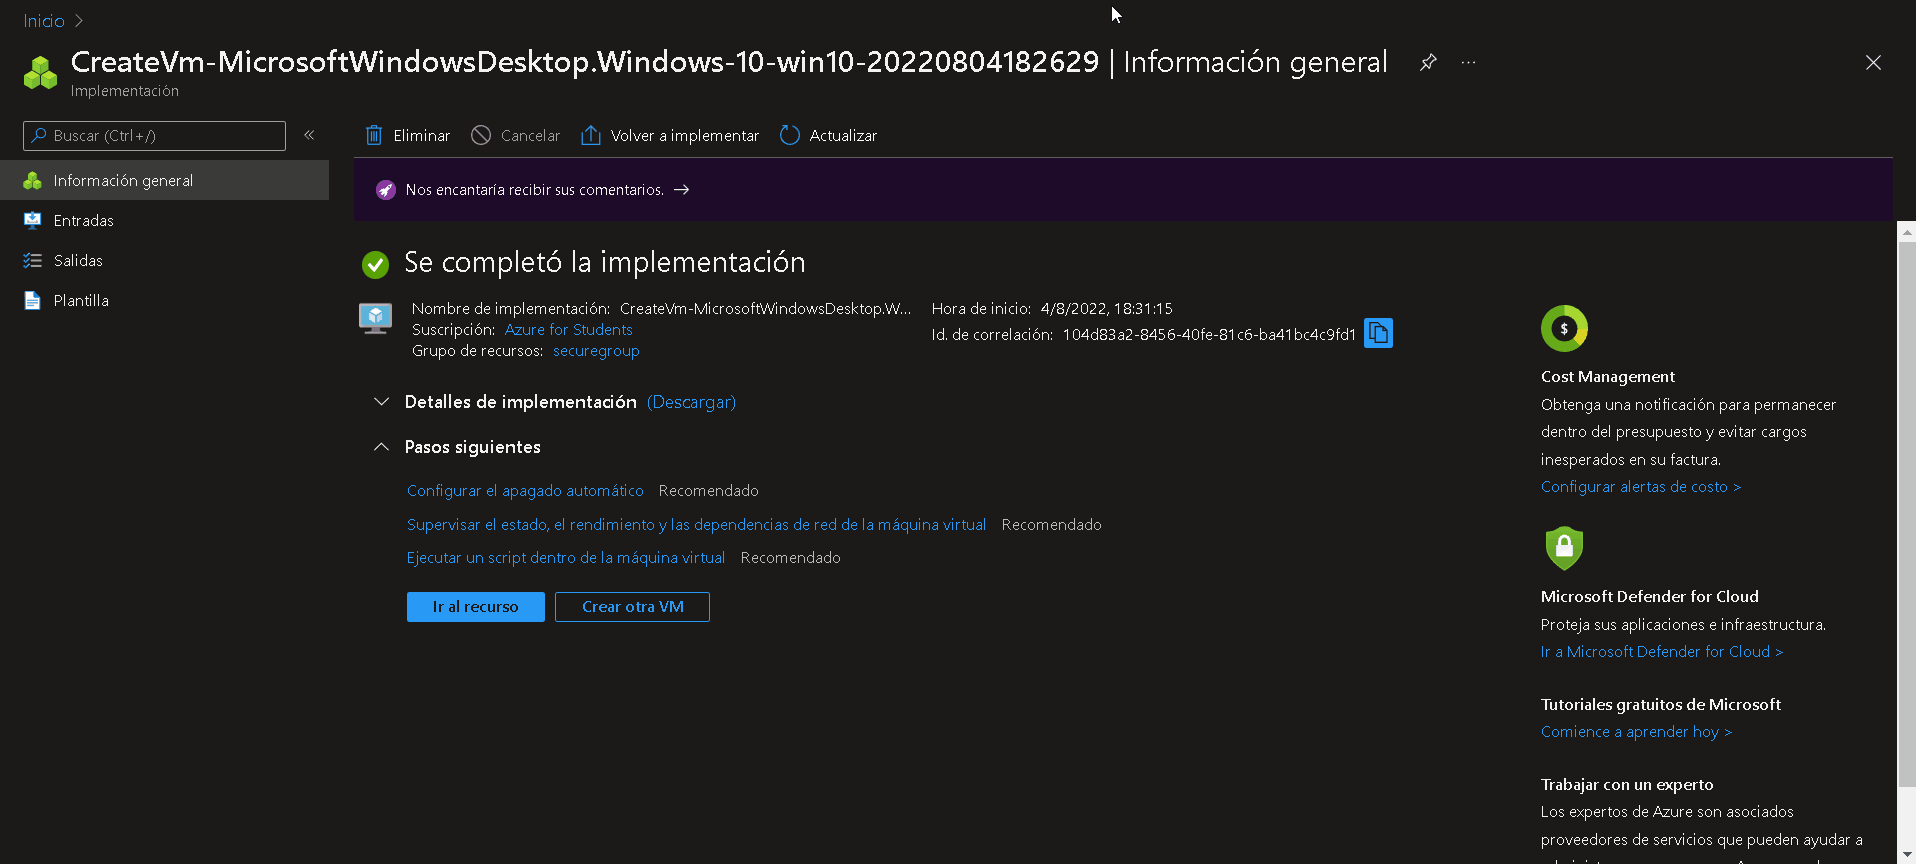 Inicio
CreateVm-MicrosoftWindowsDesktop.Windows-10-win10-20220804182629 | Información general
Implementación
Buscar (Ctrl+/)
Eliminar
Cancelar
Volver a implementar
Actualizar
Información general
Entradas
Salidas
Plantilla
Nos encantaría recibir sus comentarios. →
Se completó la implementación
Nombre de implementación: CreateVm-MicrosoftWindowsDesktop.W...
Suscripción: Azure for Students
Grupo de recursos: securegroup
Hora de inicio: 4/8/2022, 18:31:15
Id. de correlación: 104d83a2-8456-40fe-81c6-ba41bc4c9fd1
Detalles de implementación (Descargar)
Pasos siguientes
Configurar el apagado automático Recomendado
Supervisar el estado, el rendimiento y las dependencias de red de la máquina virtual Recomendado
Ejecutar un script dentro de la máquina virtual Recomendado
Ir al recurso
Crear otra VM
Cost Management
Obtenga una notificación para permanecer
dentro del presupuesto y evitar cargos
inesperados en su factura.
Configurar alertas de costo >
Microsoft Defender for Cloud
Proteja sus aplicaciones e infraestructura.
Ir a Microsoft Defender for Cloud >
Tutoriales gratuitos de Microsoft
Comience a aprender hoy >
Trabajar con un experto
Los expertos de Azure son asociados
proveedores de servicios que pueden ayudar a